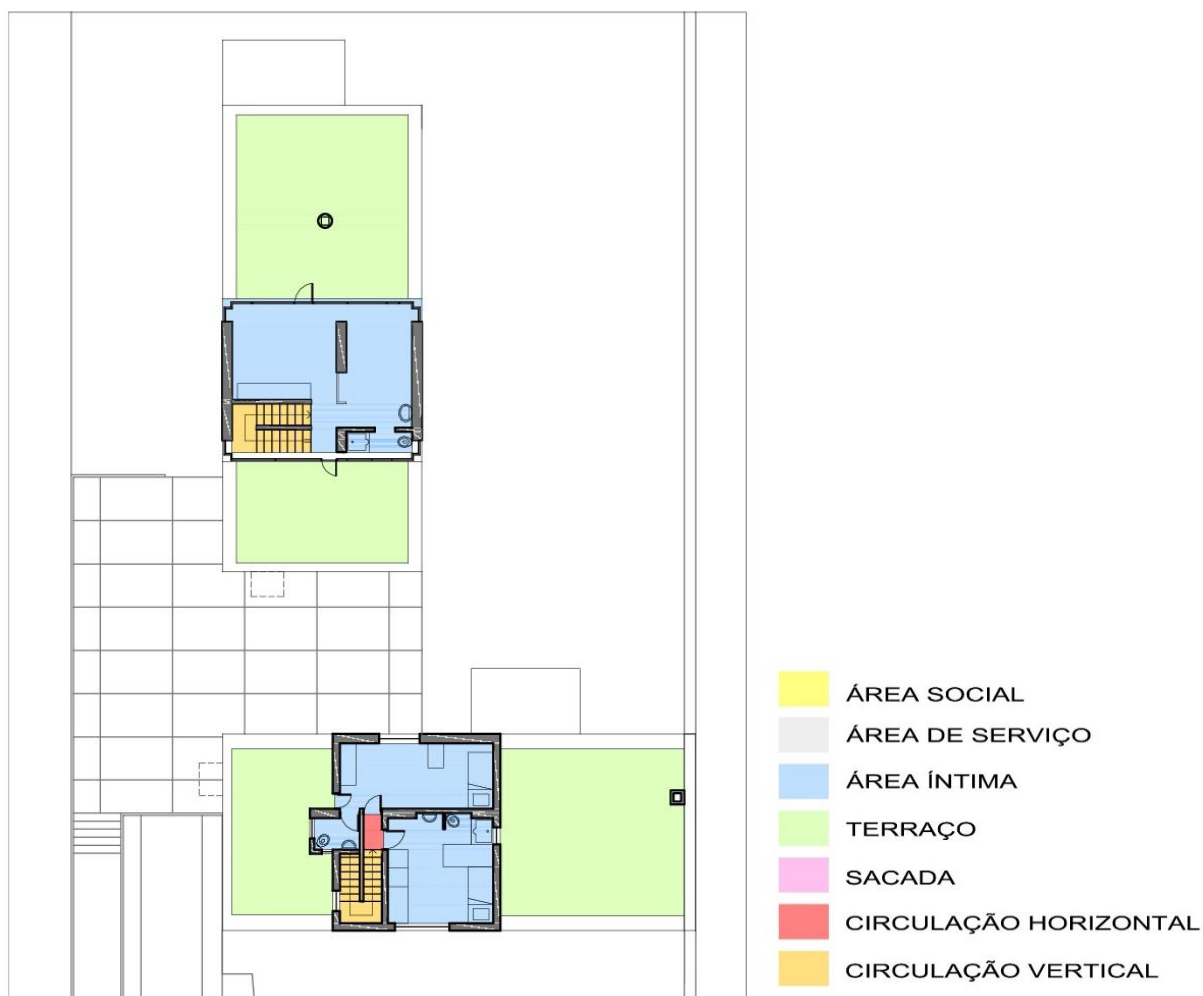 ÁREA SOCIAL
ÁREA DE SERVIÇO
ÁREA ÍNTIMA
TERRAÇO
SACADA
CIRCULAÇÃO HORIZONTAL
CIRCULAÇÃO VERTICAL